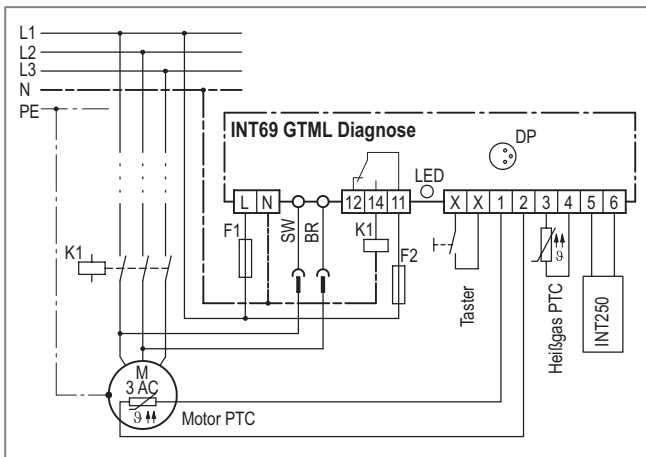 L1
L2
L3
N
PE
INT69 GTML Diagnose
DP
LED
L N
12 14 11
X X 1 2 3 4 5 6
F1
SW
BR
K1
F2
Taster
ϑ
Heißgas PTC
INT250
K1
M
3 AC
ϑ
Motor PTC